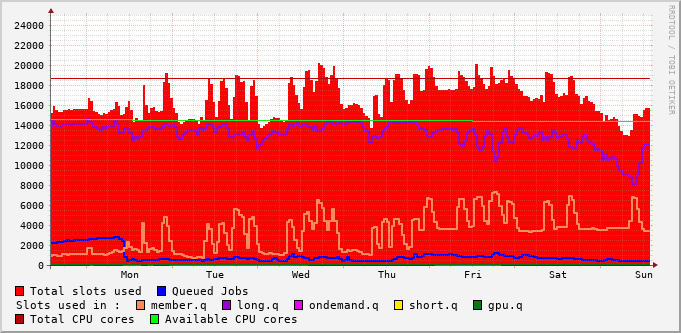 RRDTOOL / TOBI OETIKER
24000
22000
20000
18000
16000
14000
12000
10000
8000
6000
4000
2000
0
Mon Tue Wed Thu Fri Sat Sun
Total slots used Queued Jobs
Slots used in : member.q long.q ondemand.q short.q gpu.q
Total CPU cores Available CPU cores